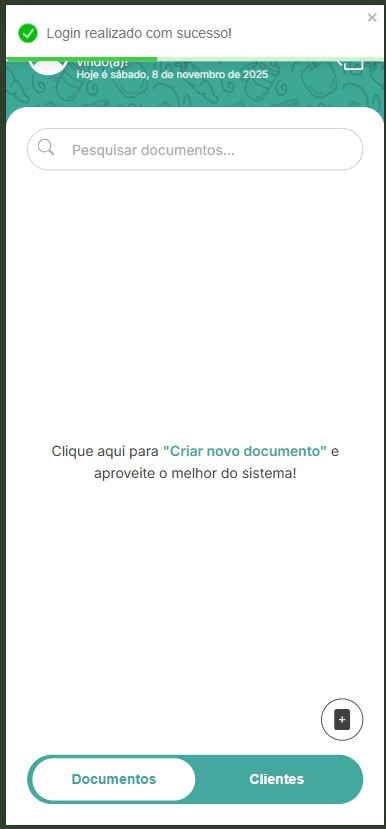 Login realizado com sucesso!
×
vindo(a)!
Hoje é sábado, 8 de novembro de 2025
Pesquisar documentos...
Clique aqui para "Criar novo documento" e
aproveite o melhor do sistema!
+
Documentos Clientes